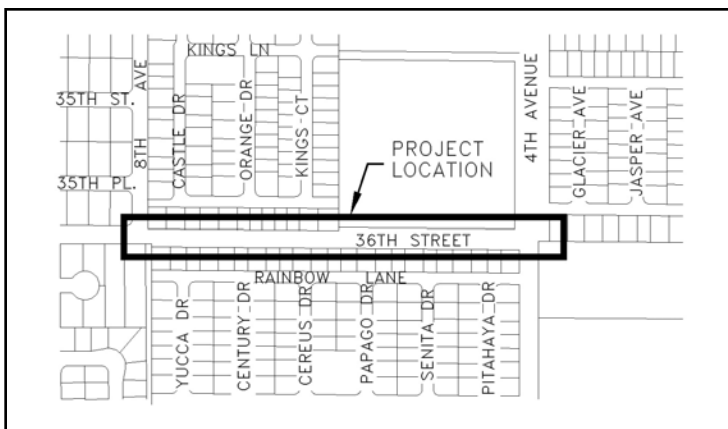 KINGS LN
35TH ST.
8TH AVE
CASTLE DR
ORANGE DR
KINGS CT
4TH AVENUE
GLACIER AVE
JASPER AVE
PROJECT
LOCATION
35TH PL.
36TH STREET
RAINBOW LANE
YUCCA DR
CENTURY DR
CEREUS DR
PAPAGO DR
SENITA DR
PITAHAYA DR